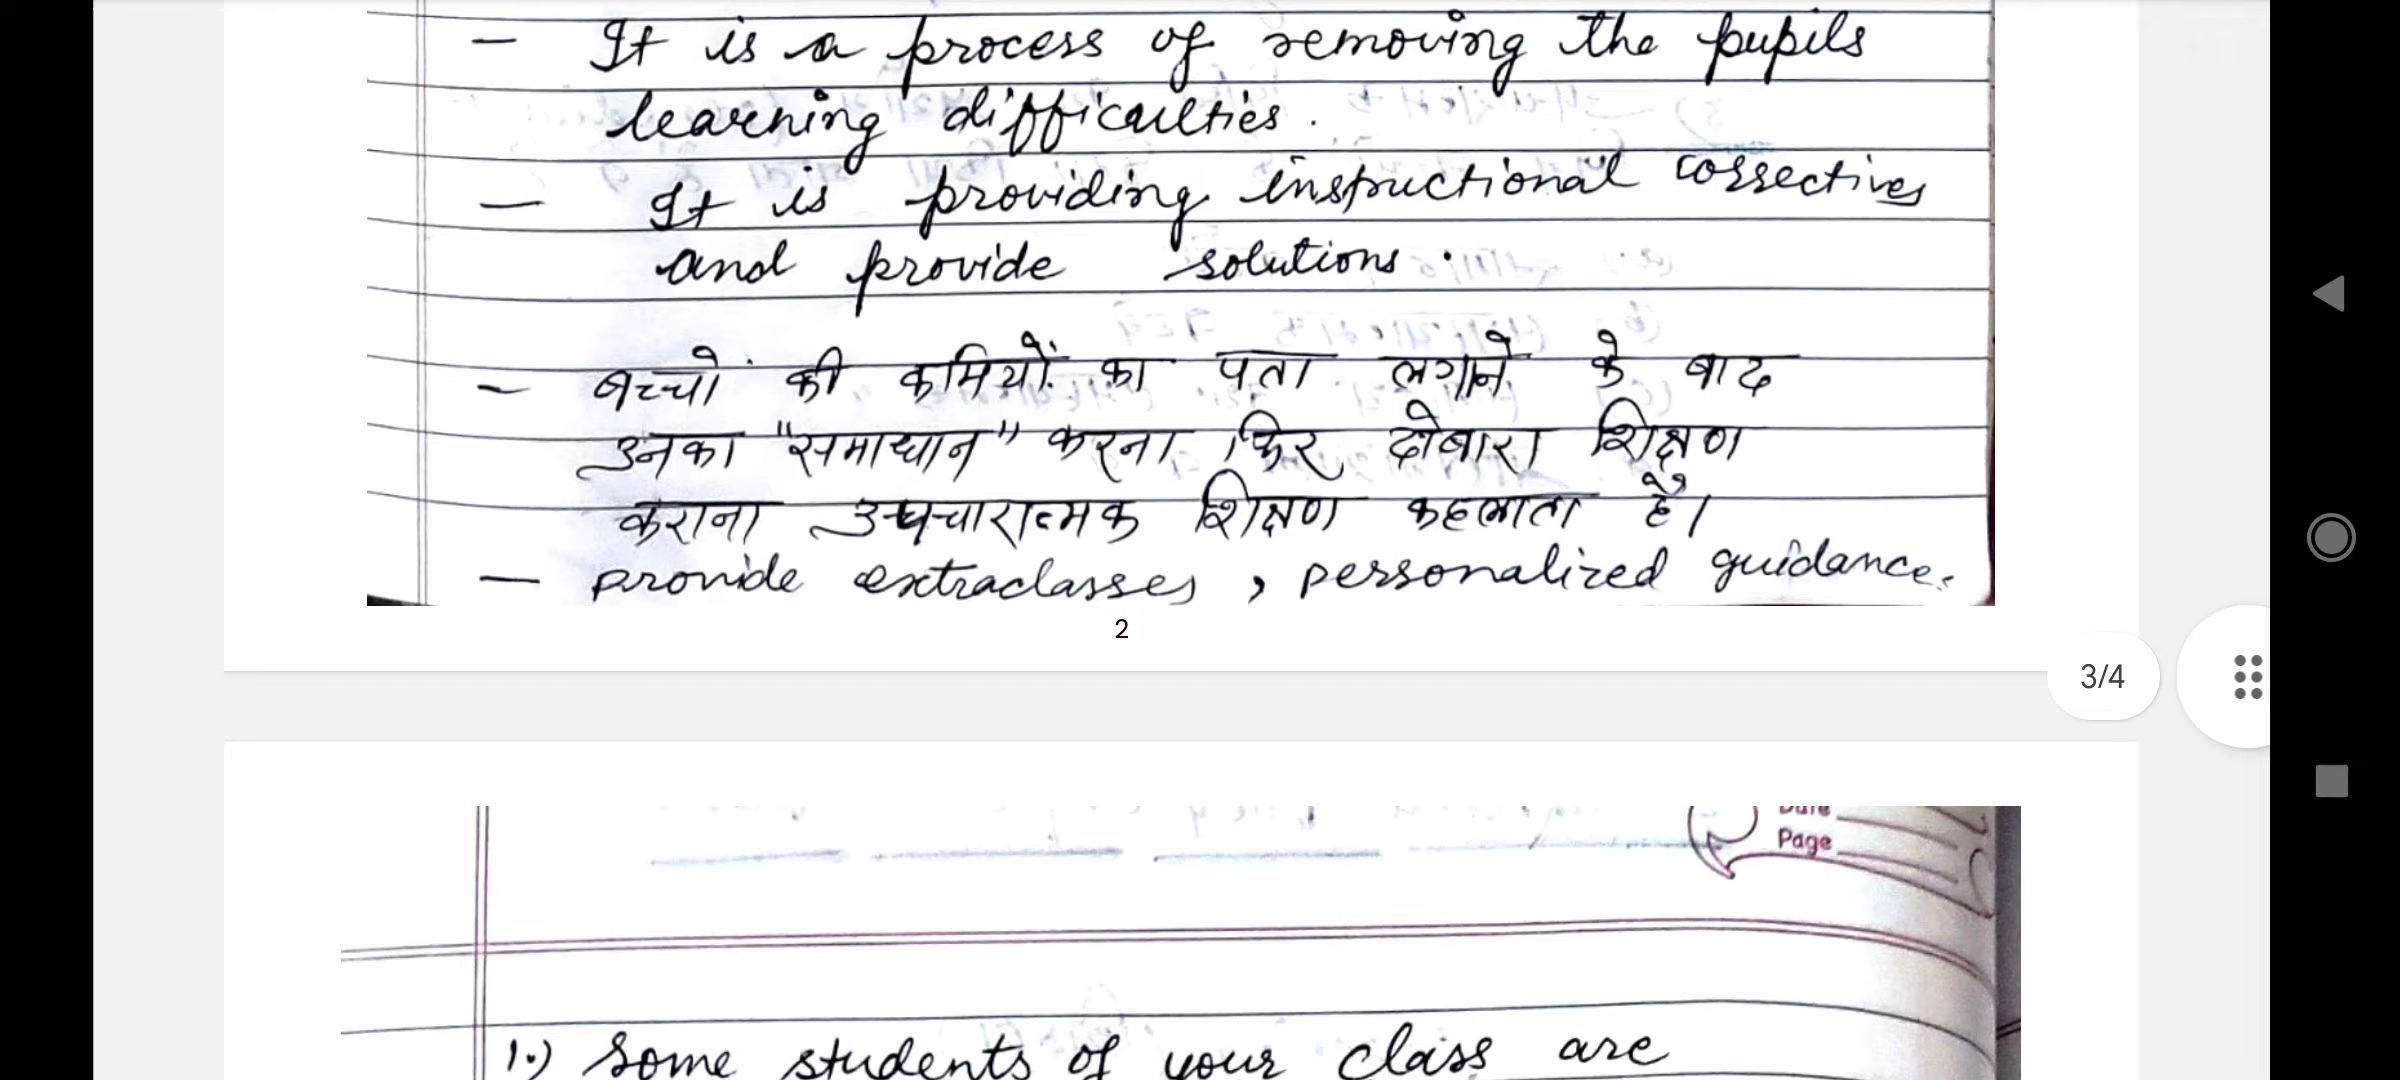 — It is a process of removing the pupils
learning difficulties.
— It is providing instructional correctives
and provide solutions.
— बच्चो की कमियों का पता लगाने के बाद
उनका "समाधान" करना फिर दोबारा शिक्षण
कराना उपचारात्मक शिक्षण कहलाता है।
— provide extraclasses, personalized guidance.
2
3/4
Date
Page
1.) Some students of your class are